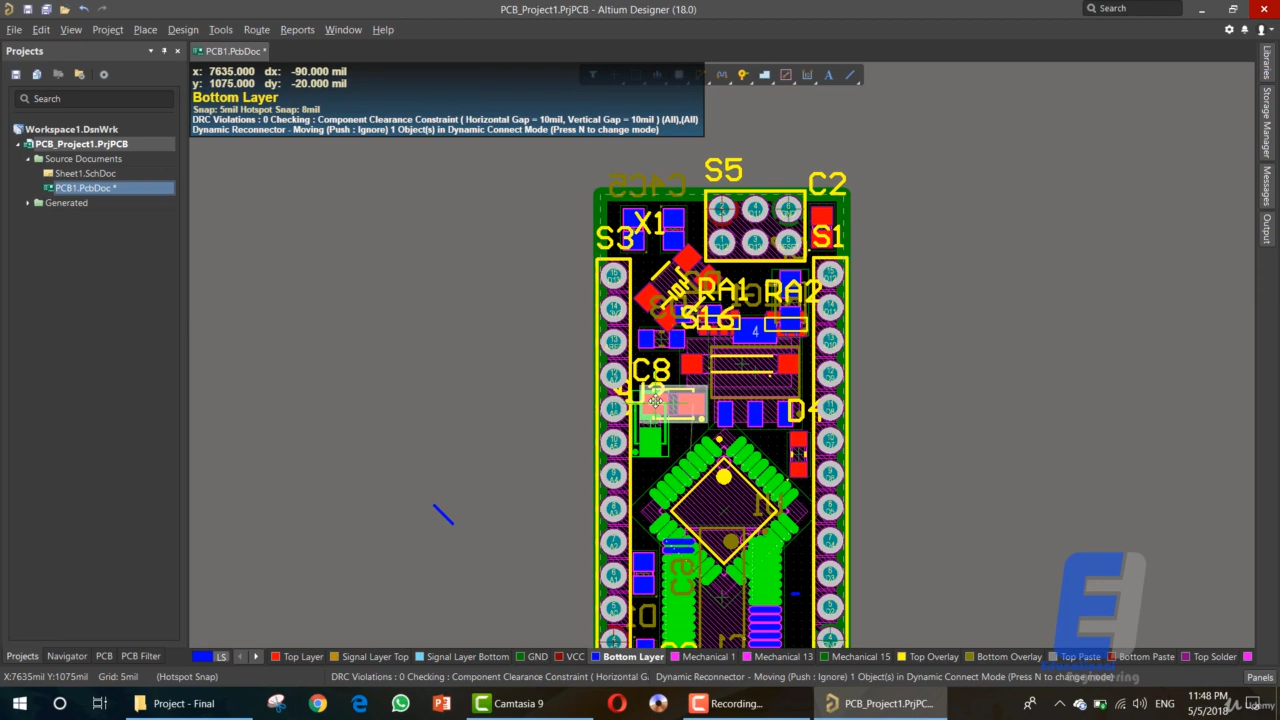 PCB_Project1.PrjPCB - Altium Designer (18.0)
Search
File Edit View Project Place Design Tools Route Reports Window Help
Projects
PCB1.PcbDoc *
x: 7635.000 dx: -90.000 mil
y: 1075.000 dy: -20.000 mil
Bottom Layer
Snap: 5mil Hotspot Snap: 8mil
DRC Violations : 0 Checking : Component Clearance Constraint ( Horizontal Gap = 10mil, Vertical Gap = 10mil ) (All),(All)
Dynamic Reconnector - Moving (Push : Ignore) 1 Object(s) in Dynamic Connect Mode (Press N to change mode)
Search
Workspace1.DsnWrk
PCB_Project1.PrjPCB
Source Documents
Sheet1.SchDoc
PCB1.PcbDoc *
Generated
Libraries
Storage Manager
Messages
Output
S5
C2
X1
S3
S1
RA1
RA2
S16
4
C8
D4
U1
C9
D1
Educational
Engineering
Projects Navigator PCB PCB Filter
LS
Top Layer Signal Layer Top Signal Layer Bottom GND VCC Bottom Layer Mechanical 1 Mechanical 13 Mechanical 15 Top Overlay Bottom Overlay Top Paste Bottom Paste Top Solder
X:7635mil Y:1075mil Grid: 5mil (Hotspot Snap)
DRC Violations : 0 Checking : Component Clearance Constraint ( Horizontal Ga
Dynamic Reconnector - Moving (Push : Ignore) 1 Object(s) in Dynamic Connect Mode (Press N to change mode)
Panels
Project - Final
Camtasia 9
Recording...
PCB_Project1.PrjPC...
11:48 PM
5/5/2018
Udemy